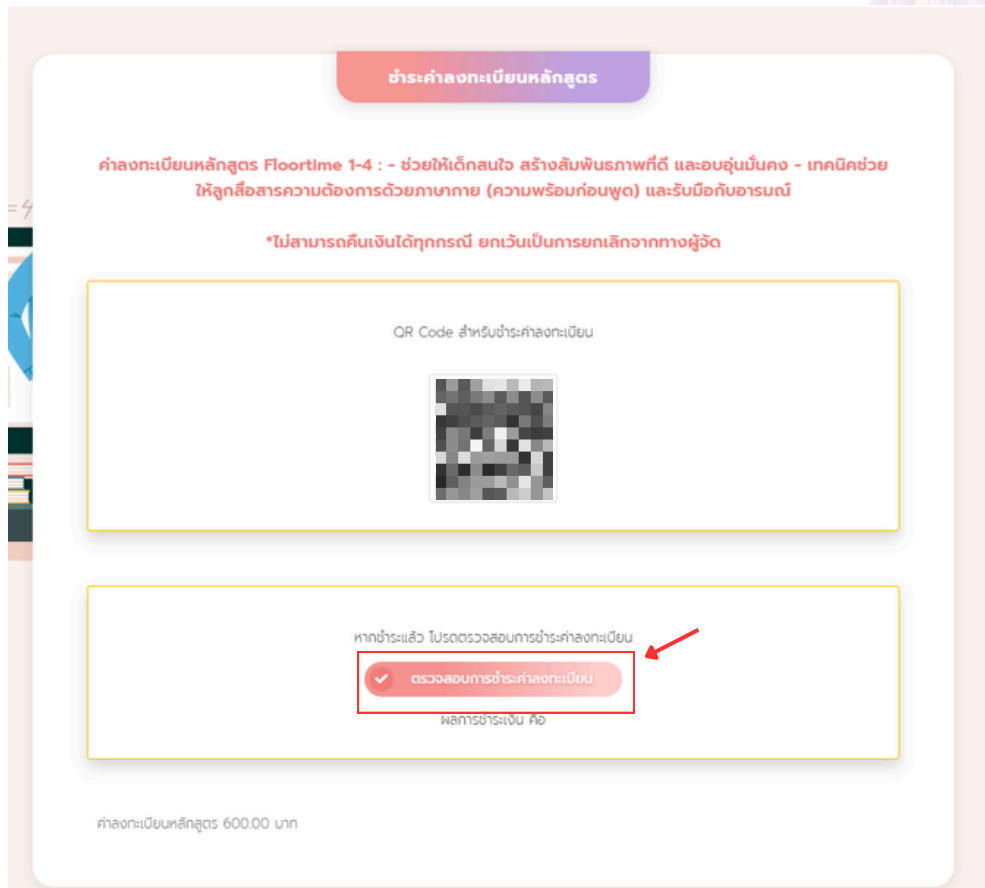 ชำระค่าลงทะเบียนหลักสูตร
ค่าลงทะเบียนหลักสูตร Floortime 1-4 : - ช่วยให้เด็กสนใจ สร้างสัมพันธภาพที่ดี และอบอุ่นมั่นคง - เทคนิคช่วย
ให้ลูกสื่อสารความต้องการด้วยภาษากาย (ความพร้อมก่อนพูด) และรับมือกับอารมณ์
*ไม่สามารถคืนเงินได้ทุกกรณี ยกเว้นเป็นการยกเลิกจากทางผู้จัด
QR Code สำหรับชำระค่าลงทะเบียน
หากชำระแล้ว โปรดตรวจสอบการชำระค่าลงทะเบียน
ตรวจสอบการชำระค่าลงทะเบียน
ผลการชำระเงิน คือ
ค่าลงทะเบียนหลักสูตร 600.00 บาท